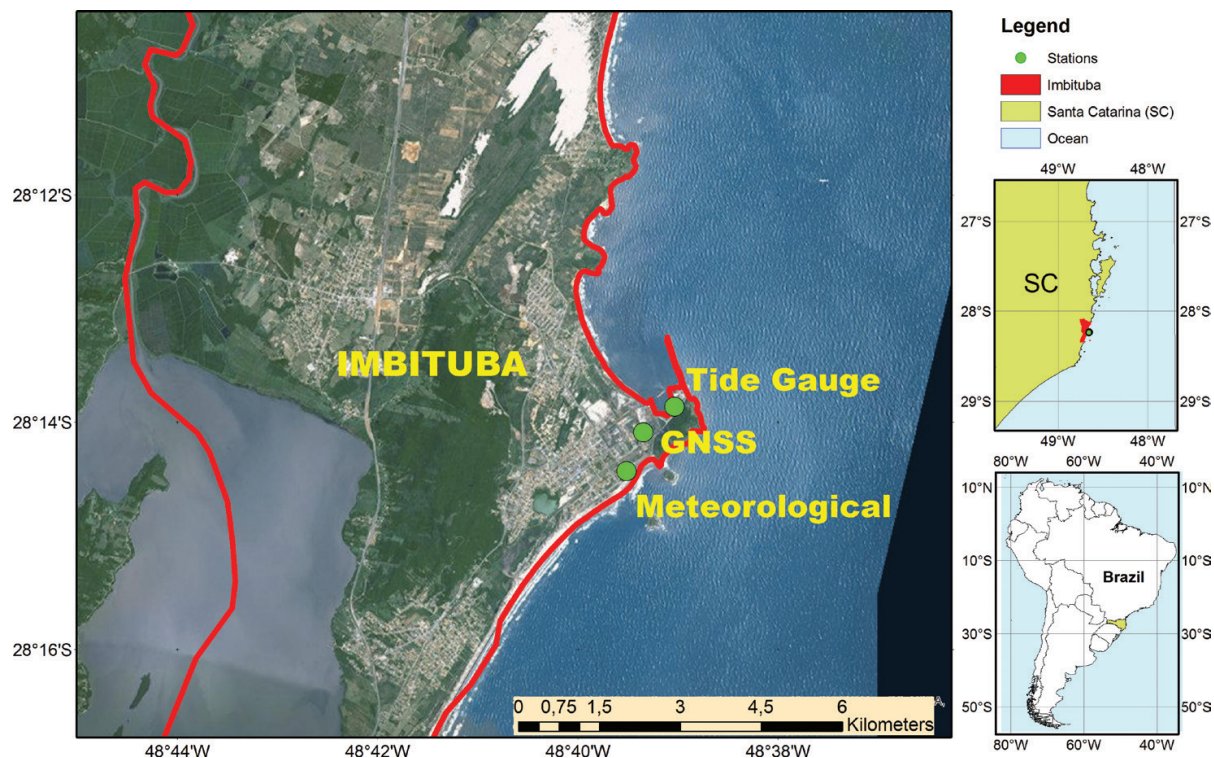 28°12'S
28°14'S
28°16'S
48°44'W
48°42'W
48°40'W
48°38'W
IMBITUBA
Tide Gauge
GNSS
Meteorological
0 0,75 1,5 3 4,5 6
Kilometers
Legend
Stations
Imbituba
Santa Catarina (SC)
Ocean
49°W 48°W
27°S 27°S
SC
28°S 28°S
29°S 29°S
49°W 48°W
80°W 60°W 40°W
10°N 10°N
10°S 10°S
Brazil
30°S 30°S
50°S 50°S
80°W 60°W 40°W